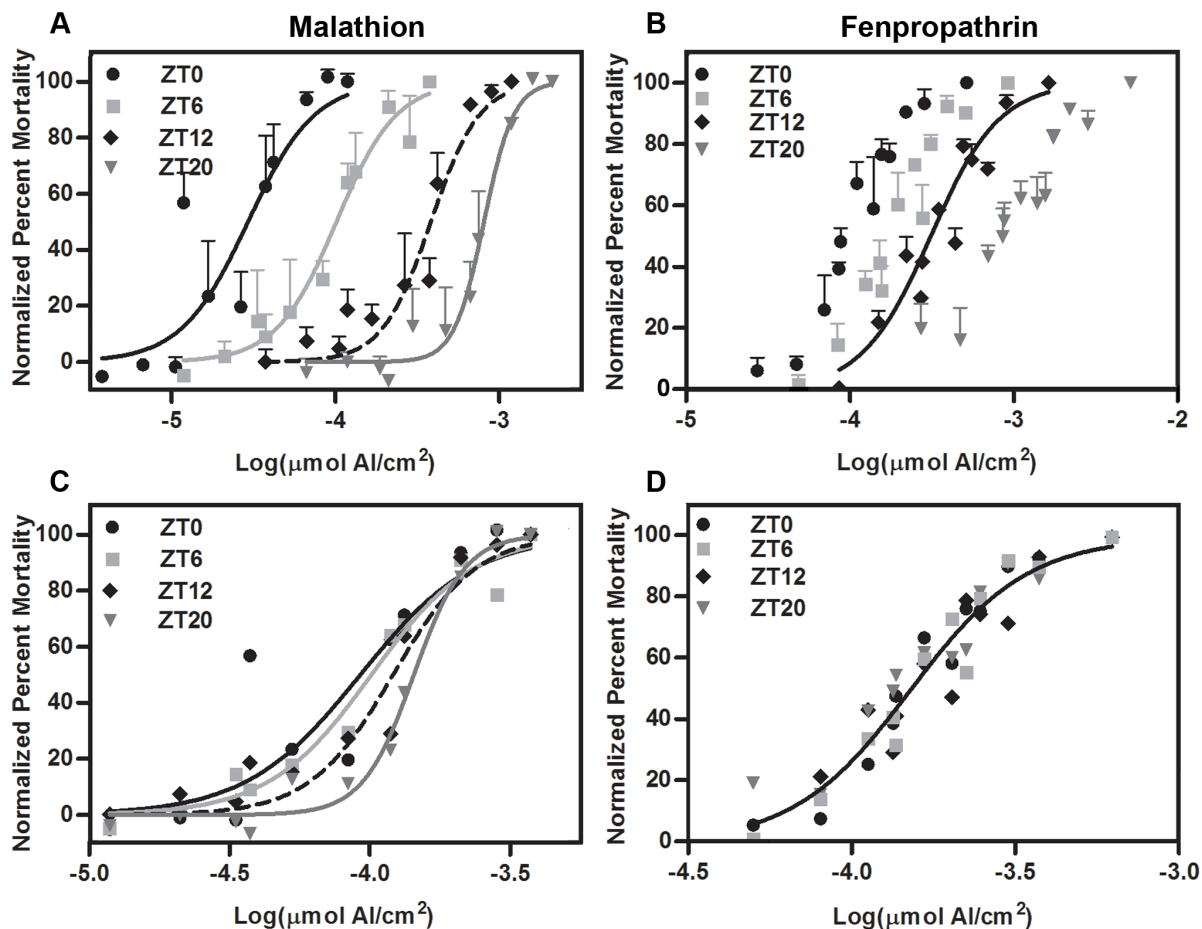 A
Malathion
Normalized Percent Mortality
100
80
60
40
20
0
ZT0
ZT6
ZT12
ZT20
-5
-4
-3
Log(μmol AI/cm²)
B
Fenpropathrin
Normalized Percent Mortality
100
80
60
40
20
0
ZT0
ZT6
ZT12
ZT20
-5
-4
-3
-2
Log(μmol AI/cm²)
C
Normalized Percent Mortality
100
80
60
40
20
0
ZT0
ZT6
ZT12
ZT20
-5.0
-4.5
-4.0
-3.5
Log(μmol AI/cm²)
D
Normalized Percent Mortality
100
80
60
40
20
0
ZT0
ZT6
ZT12
ZT20
-4.5
-4.0
-3.5
-3.0
Log(μmol AI/cm²)